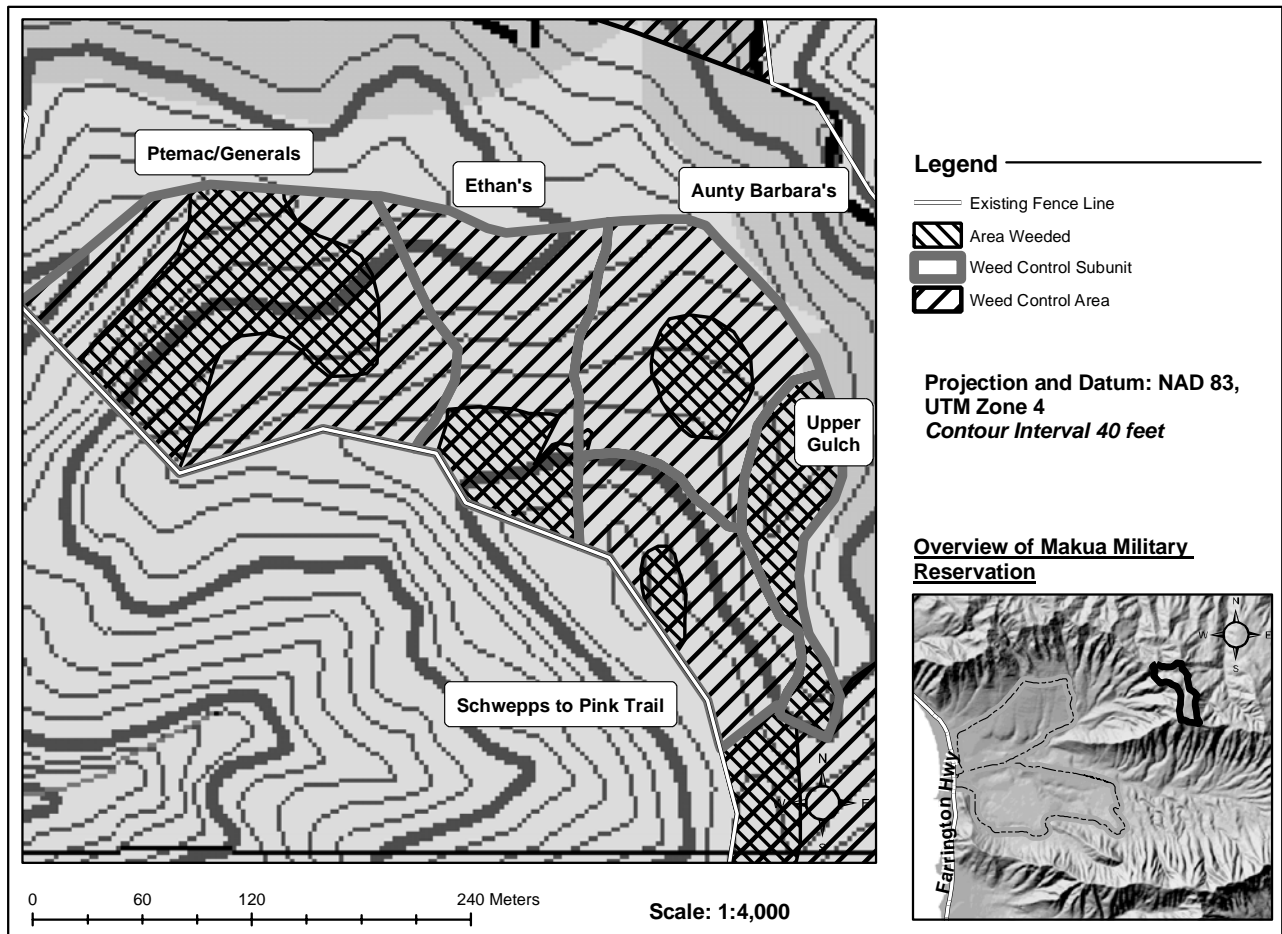 Ptemac/Generals
Ethan's
Aunty Barbara's
Upper
Gulch
Schwepps to Pink Trail
N
W
E
S
0
60
120
240 Meters
Scale: 1:4,000
Legend
Existing Fence Line
Area Weeded
Weed Control Subunit
Weed Control Area
Projection and Datum: NAD 83,
UTM Zone 4
Contour Interval 40 feet
Overview of Makua Military
Reservation
N
W
E
S
Farrington Hwy